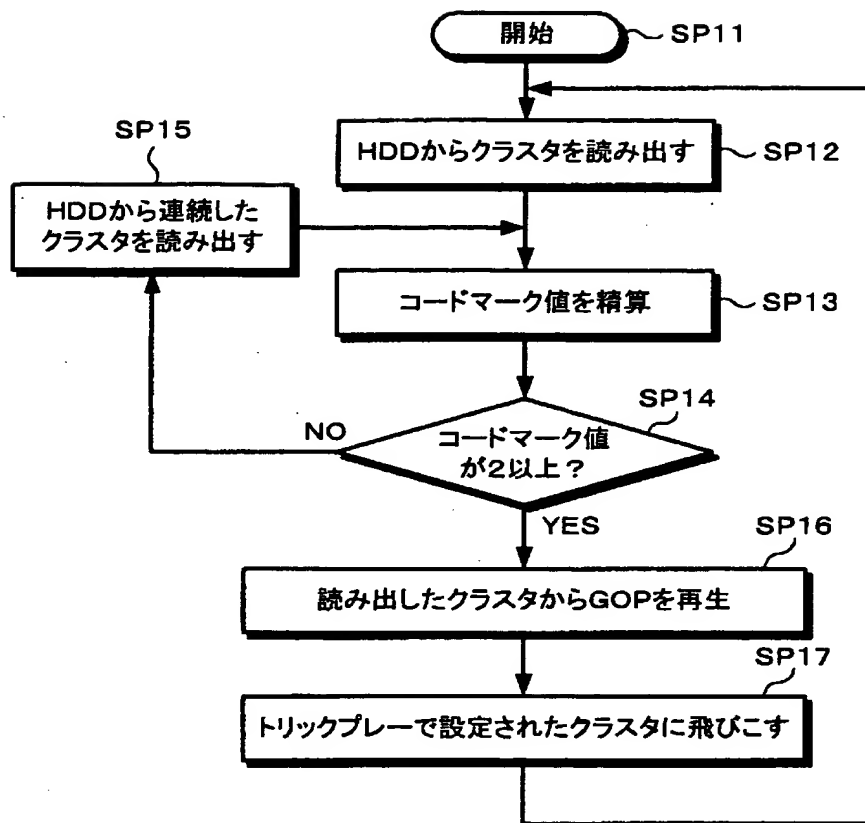 開始
SP11
HDDからクラスタを読み出す
SP12
SP15
HDDから連続した
クラスタを読み出す
コードマーク値を精算
SP13
SP14
コードマーク値
が2以上？
NO
YES
SP16
読み出したクラスタからGOPを再生
SP17
トリックプレーで設定されたクラスタに飛びこす